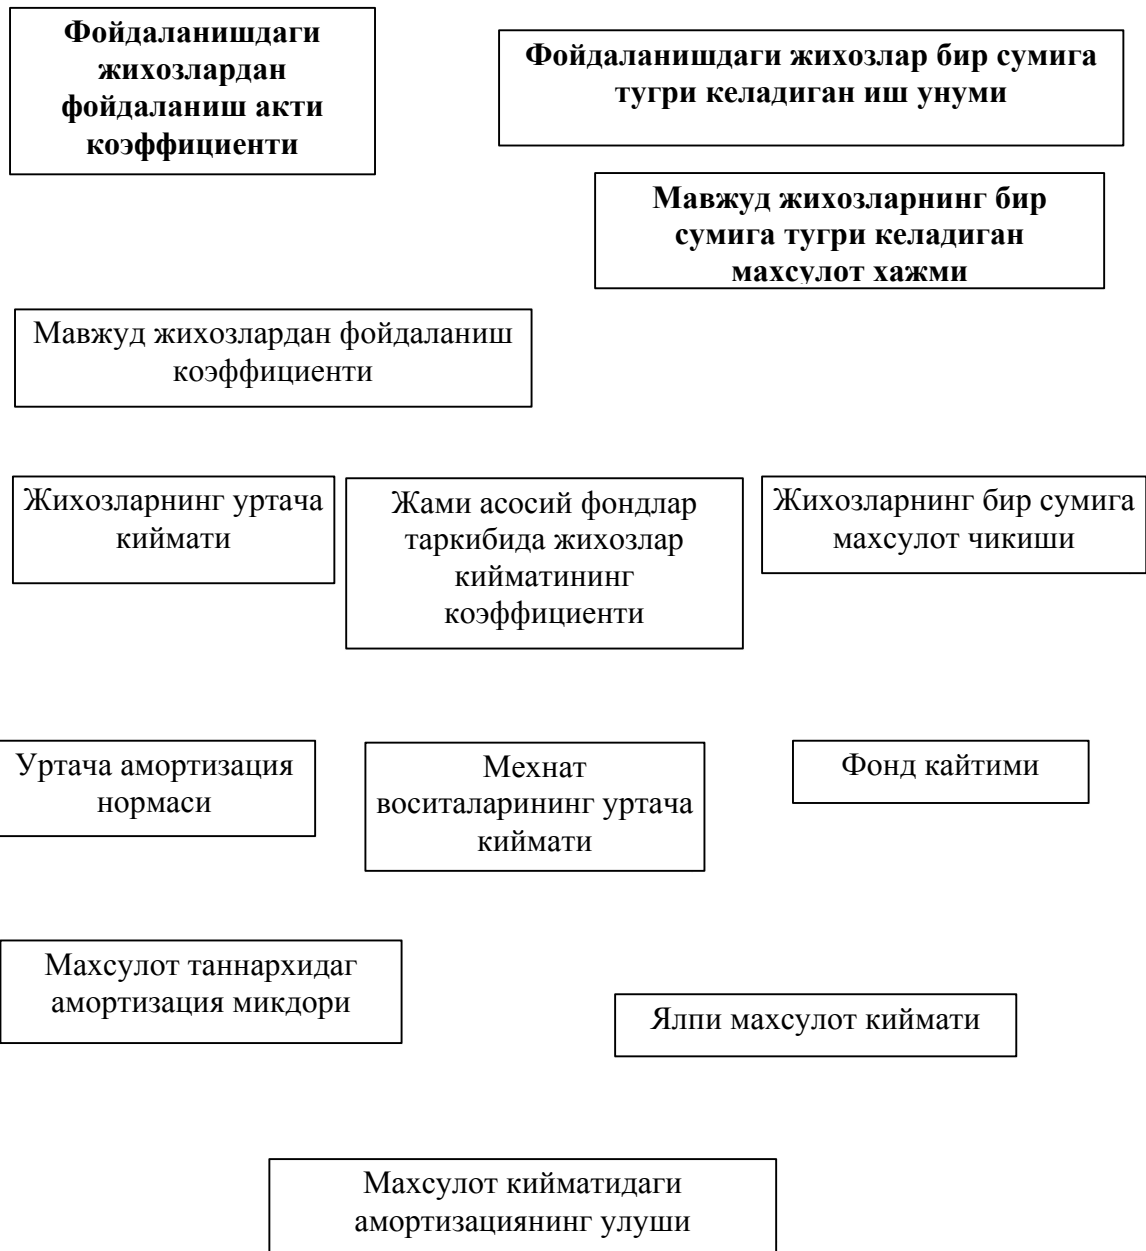 Фойдаланишдаги
жихозлардан
фойдаланиш акти
коэффициенти
Фойдаланишдаги жихозлар бир сумига
тугри келадиган иш унуми
Мавжуд жихозларнинг бир
сумига тугри келадиган
махсулот хажми
Мавжуд жихозлардан фойдаланиш
коэффициенти
Жихозларнинг уртача
киймати
Жами асосий фондлар
таркибида жихозлар
кийматининг
коэффициенти
Жихозларнинг бир сумига
махсулот чикиши
Уртача амортизация
нормаси
Мехнат
воситаларининг уртача
киймати
Фонд кайтими
Махсулот таннархидаг
амортизация микдори
Ялпи махсулот киймати
Махсулот кийматидаги
амортизациянинг улуши